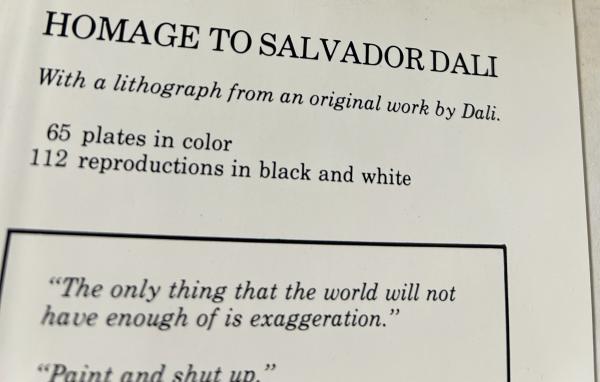 HOMAGE TO SALVADOR DALI
With a lithograph from an original work by Dali.
65 plates in color
112 reproductions in black and white
“The only thing that the world will not
have enough of is exaggeration.”
“Paint and shut up.”